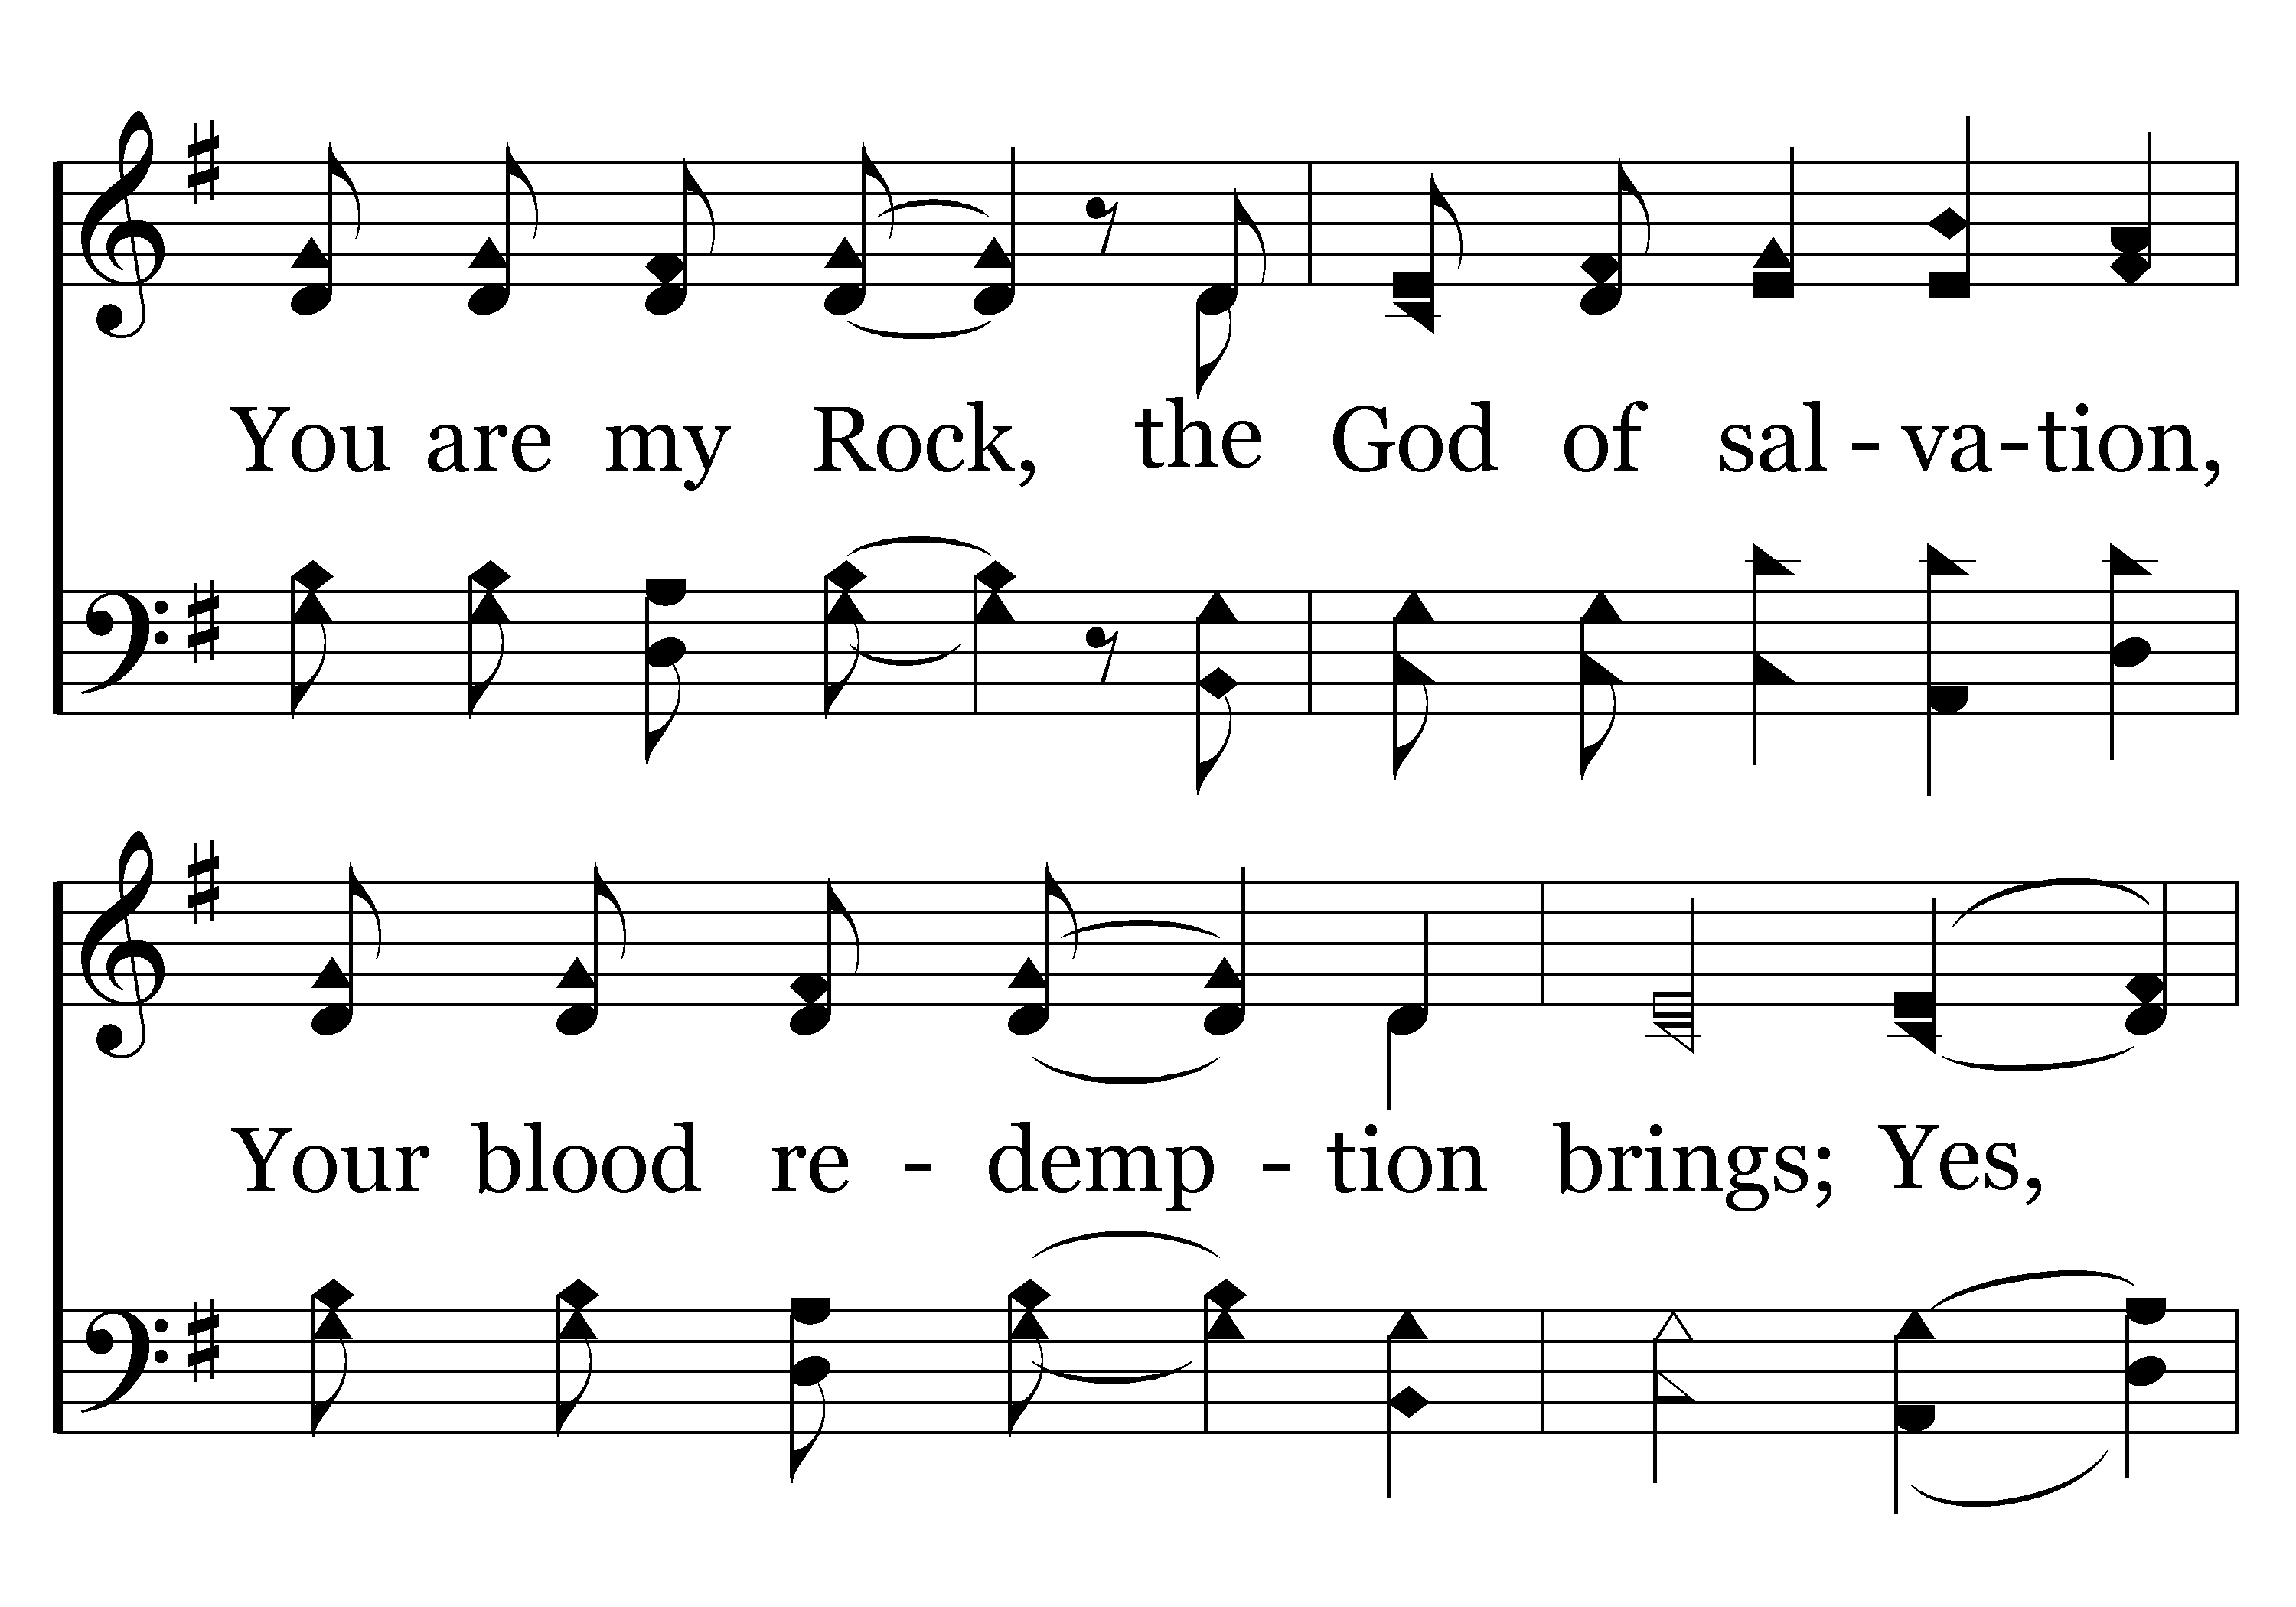 You are my Rock, the God of sal - va - tion,
Your blood re - demp - tion brings; Yes,